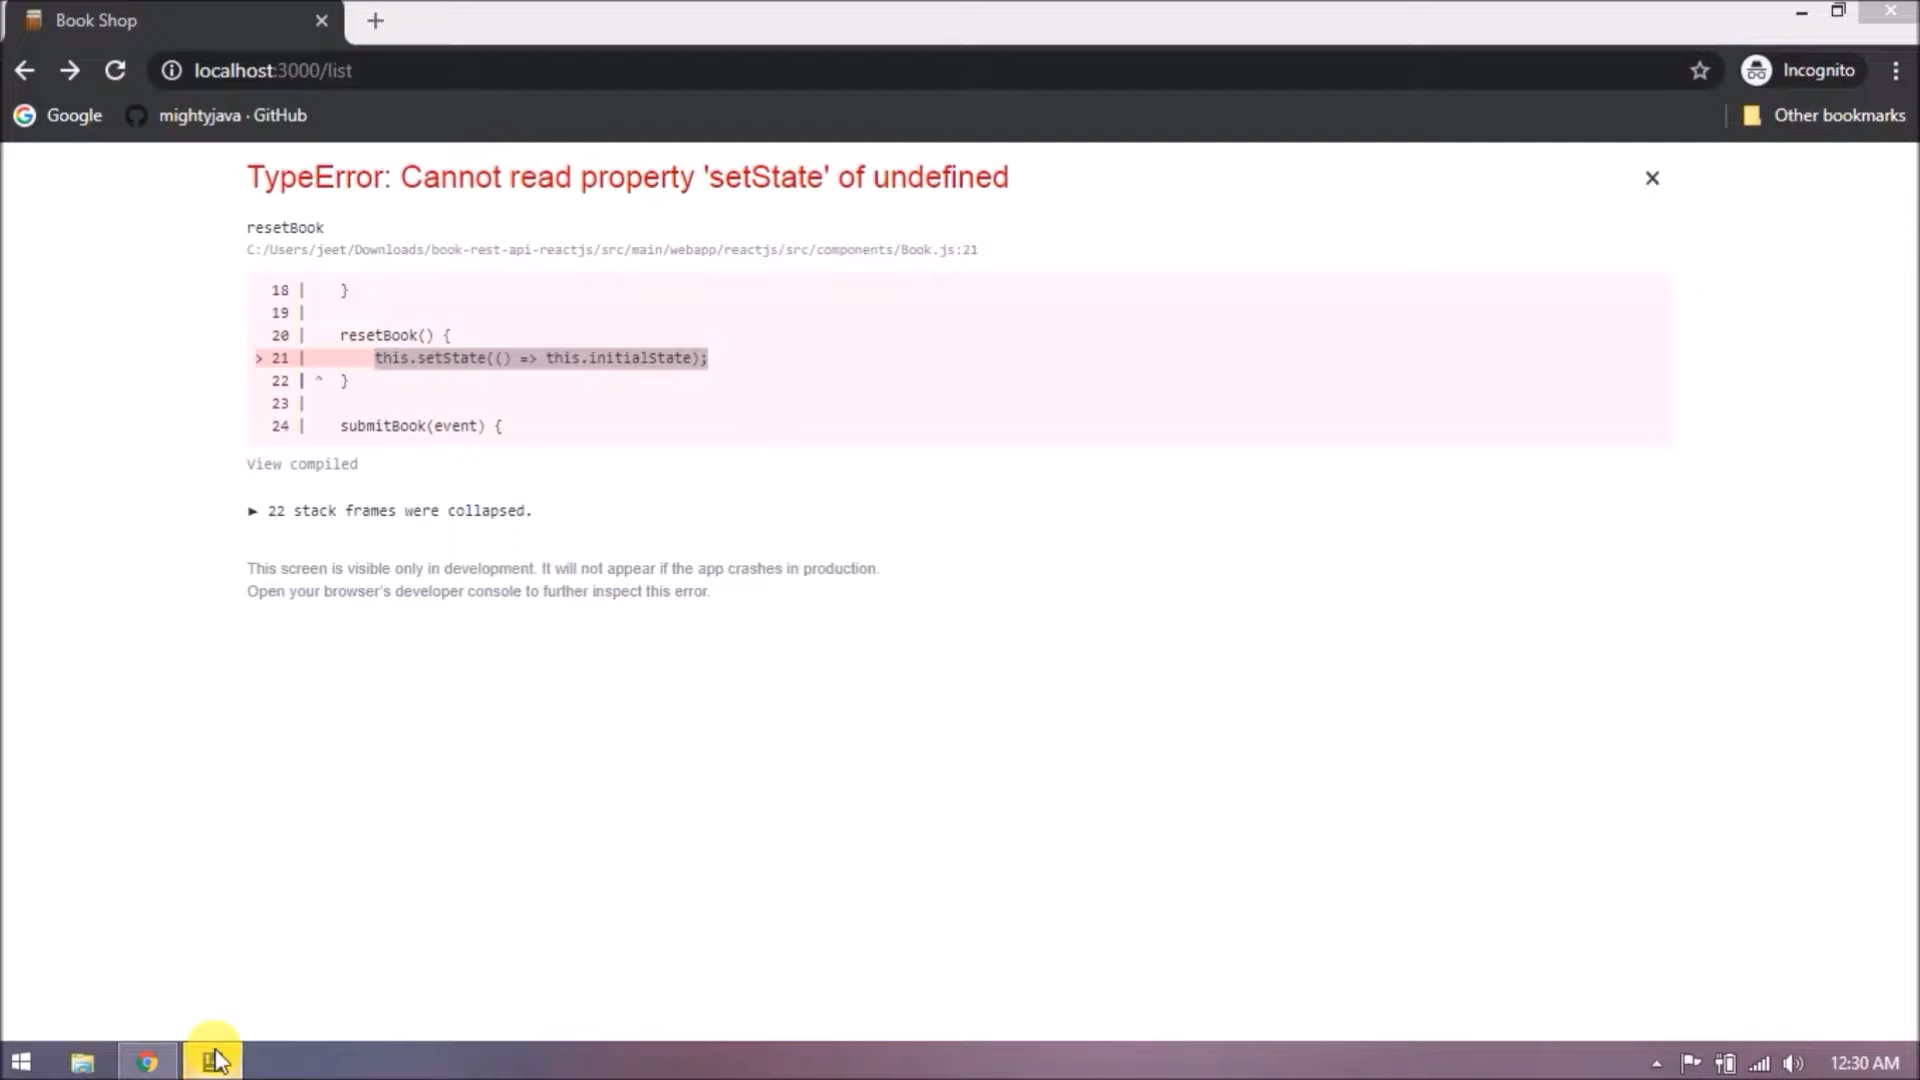 Book Shop
localhost:3000/list
Incognito
Google
mightyjava · GitHub
Other bookmarks
TypeError: Cannot read property 'setState' of undefined
resetBook
C:/Users/jeet/Downloads/book-rest-api-reactjs/src/main/webapp/reactjs/src/components/Book.js:21
18 | }
19 |
20 | resetBook() {
> 21 | this.setState(() => this.initialState);
22 | ^ }
23 |
24 | submitBook(event) {
View compiled
▶ 22 stack frames were collapsed.
This screen is visible only in development. It will not appear if the app crashes in production.
Open your browser's developer console to further inspect this error.
12:30 AM